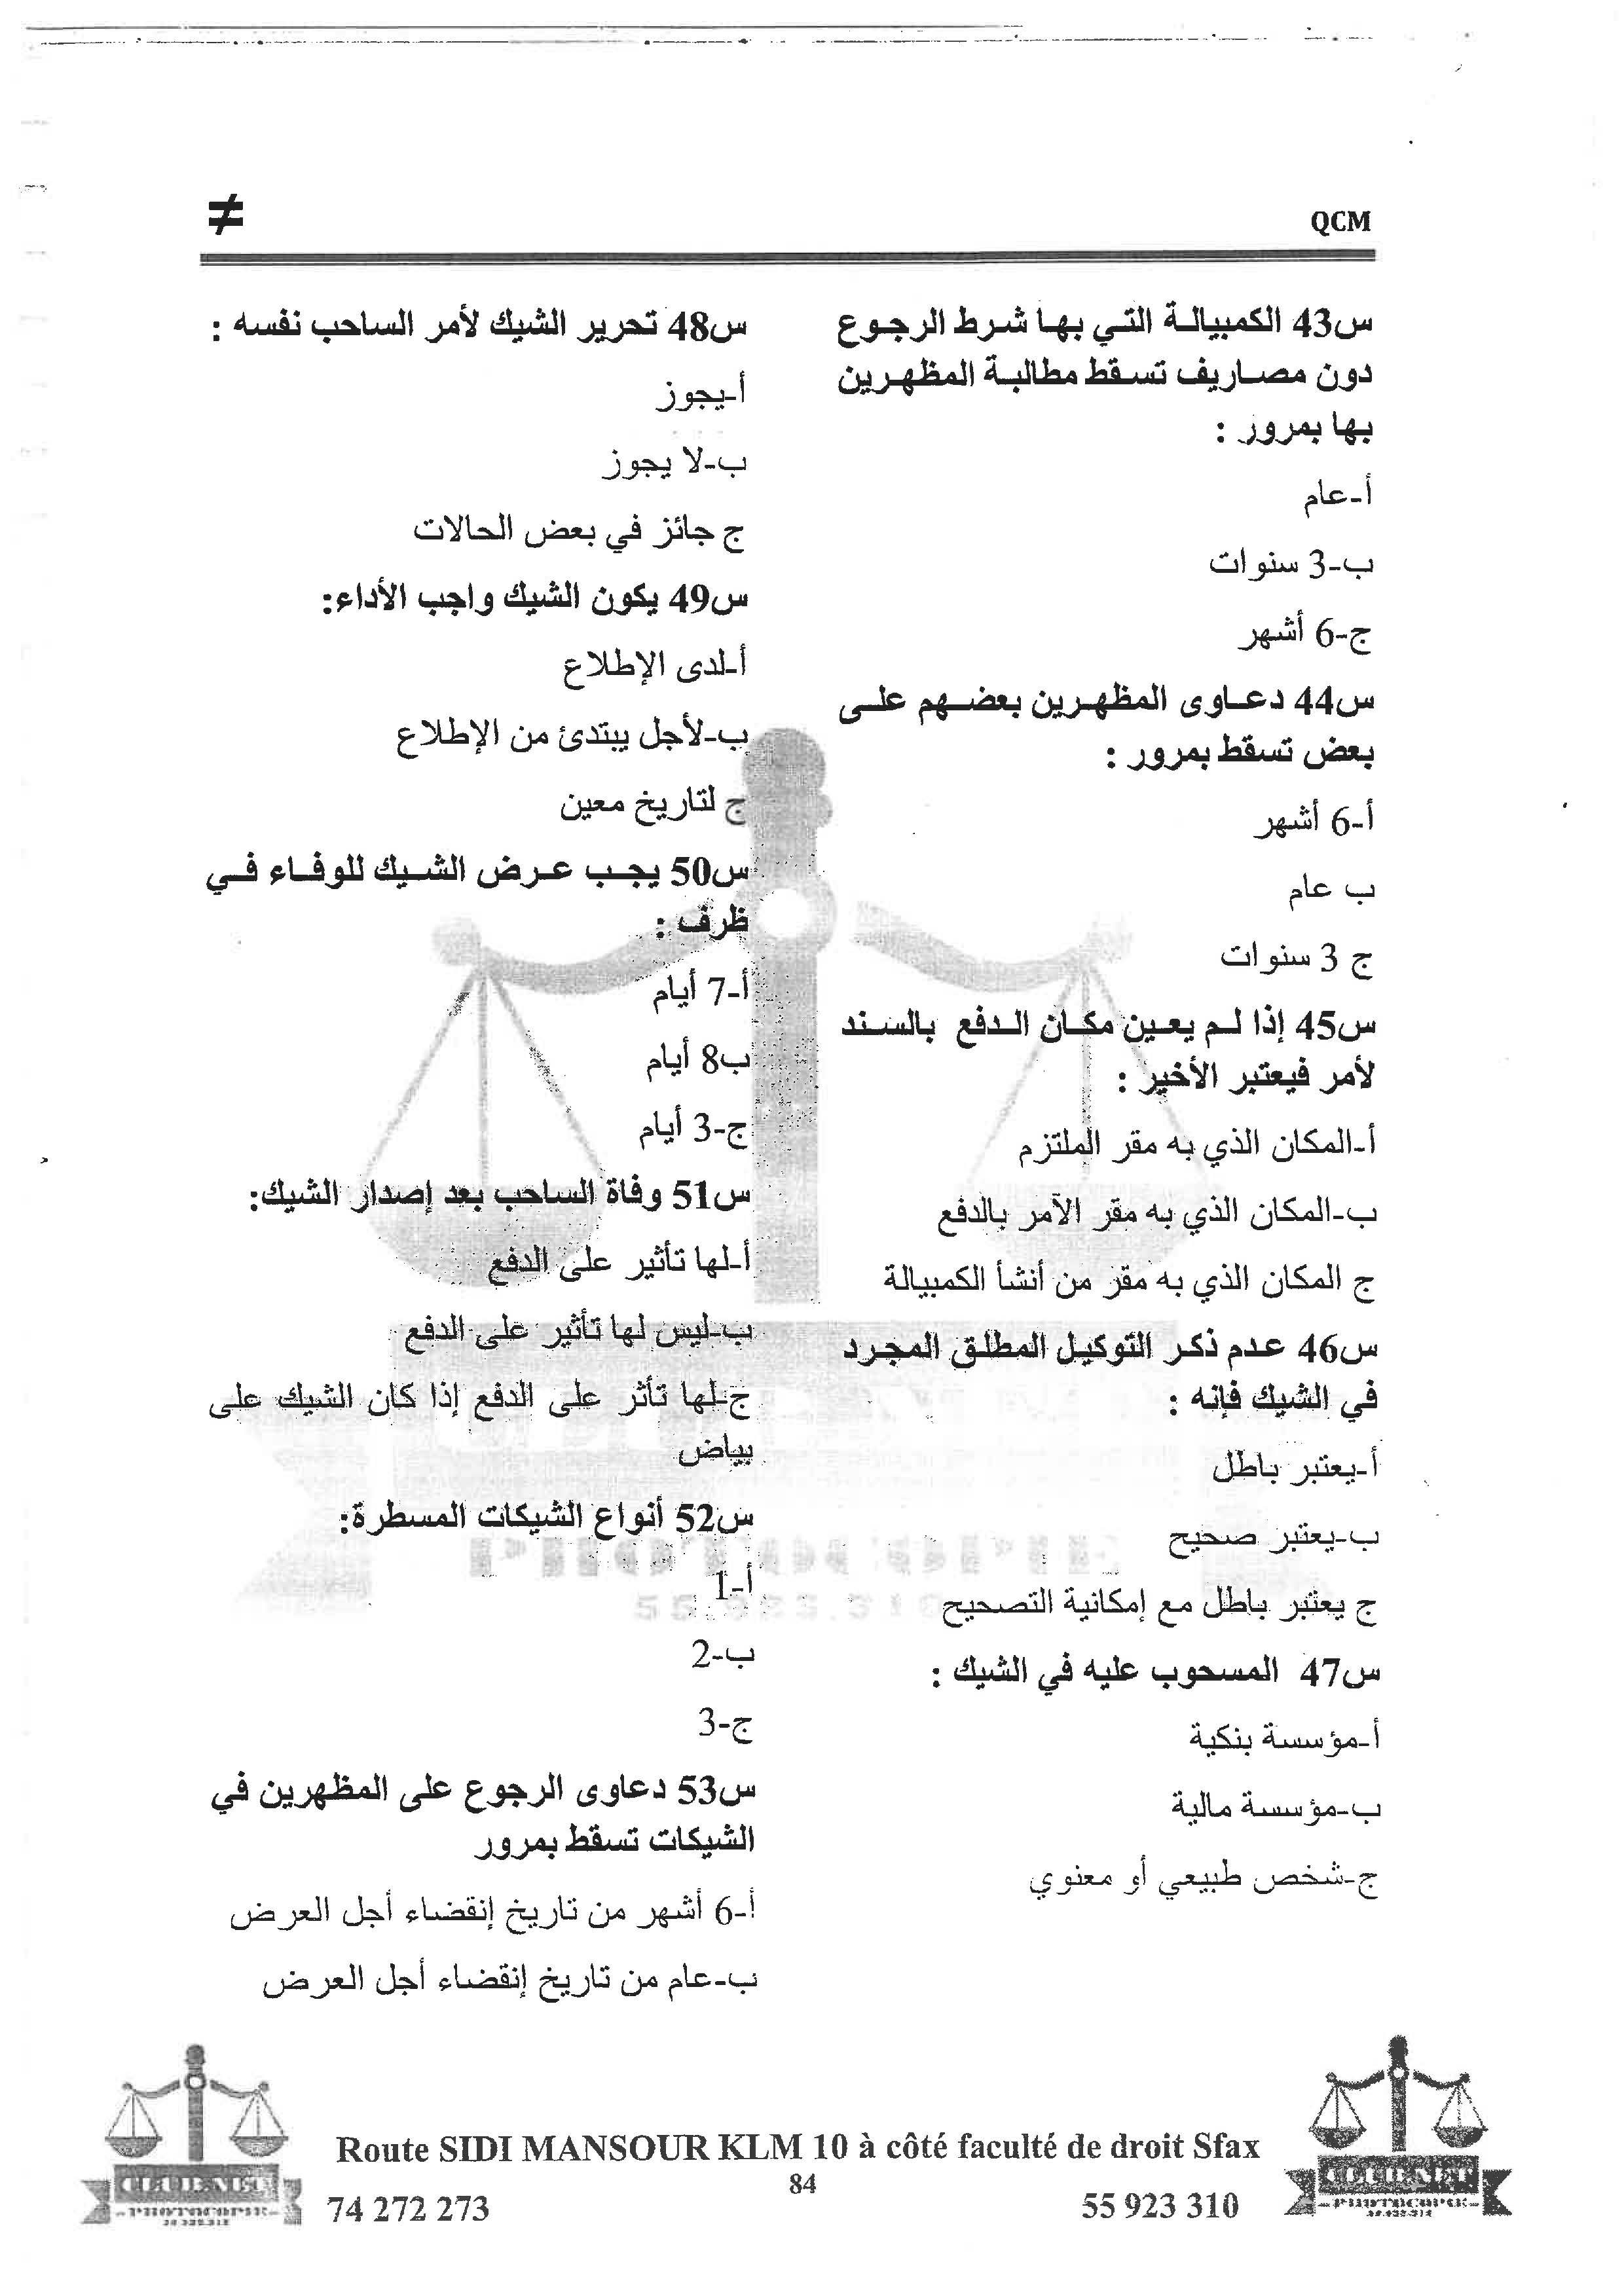 ≠
QCM
س43 الكمبيالة التي بها شرط الرجوع
دون مصاريف تسقط مطالبة المظهرين
بها بمرور :
أ-عام
ب-3 سنوات
ج-6 أشهر
س44 دعاوى المظهرين بعضهم على
بعض تسقط بمرور :
أ-6 أشهر
ب عام
ج 3 سنوات
س45 إذا لم يعين مكان الدفع بالسند
لأمر فيعتبر الأخير :
أ-المكان الذي به مقر الملتزم
ب-المكان الذي به مقر الآمر بالدفع
ج المكان الذي به مقر من أنشأ الكمبيالة
س46 عدم ذكر التوكيل المطلق المجرد
في الشيك فإنه :
أ-يعتبر باطل
ب-يعتبر صحيح
ج يعتبر باطل مع إمكانية التصحيح
س47 المسحوب عليه في الشيك :
أ-مؤسسة بنكية
ب-مؤسسة مالية
ج-شخص طبيعي أو معنوي
س48 تحرير الشيك لأمر الساحب نفسه :
أ-يجوز
ب-لا يجوز
ج جائز في بعض الحالات
س49 يكون الشيك واجب الأداء:
أ-لدى الإطلاع
ب-لأجل يبتدئ من الإطلاع
ج لتاريخ معين
س50 يجب عرض الشيك للوفاء في
ظرف :
أ-7 أيام
ب8 أيام
ج-3 أيام
س51 وفاة الساحب بعد إصدار الشيك:
أ-لها تأثير على الدفع
ب-ليس لها تأثير على الدفع
ج-لها تأثر على الدفع إذا كان الشيك على
بياض
س52 أنواع الشيكات المسطرة:
أ-1
ب-2
ج-3
س53 دعاوى الرجوع على المظهرين في
الشيكات تسقط بمرور
أ-6 أشهر من تاريخ إنقضاء أجل العرض
ب-عام من تاريخ إنقضاء أجل العرض
PHOTOCOPIE
55.923.310
Route SIDI MANSOUR KLM 10 à côté faculté de droit Sfax
84
74 272 273
55 923 310
CLUB.NET
PHOTOCOPIE
CLUB.NET
PHOTOCOPIE